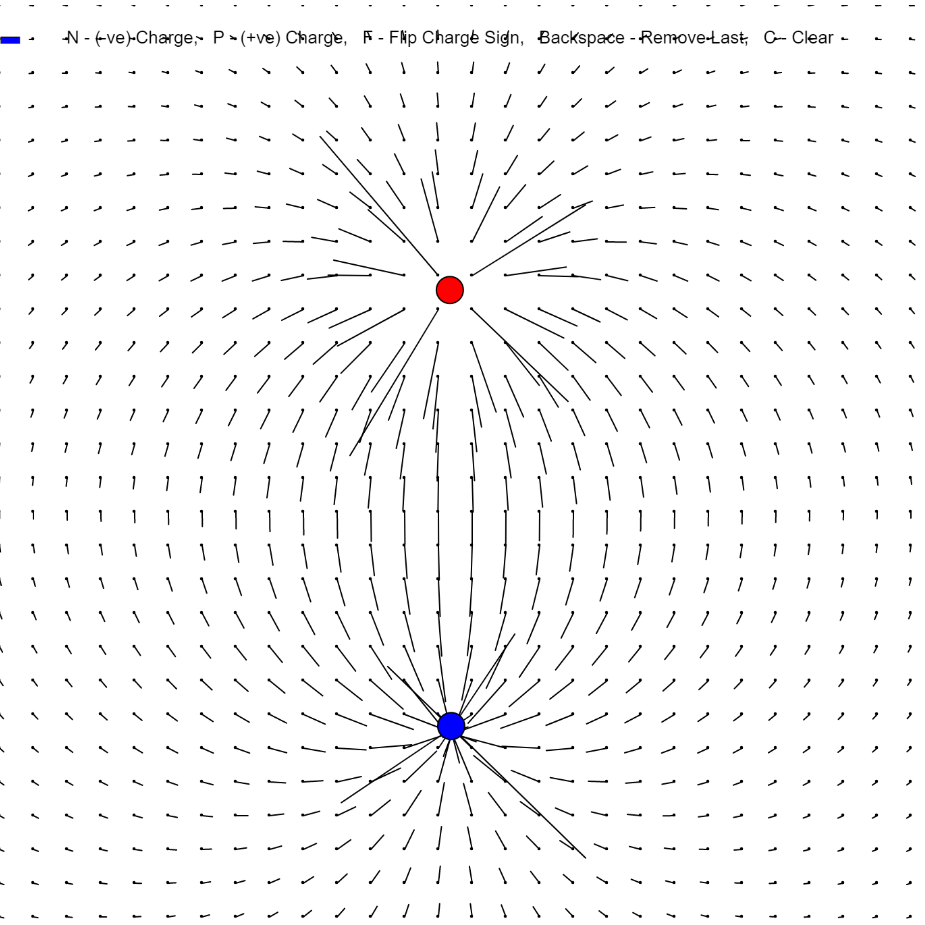 N - (-ve) Charge,   P - (+ve) Charge,   F - Flip Charge Sign,   Backspace - Remove Last,   C - Clear